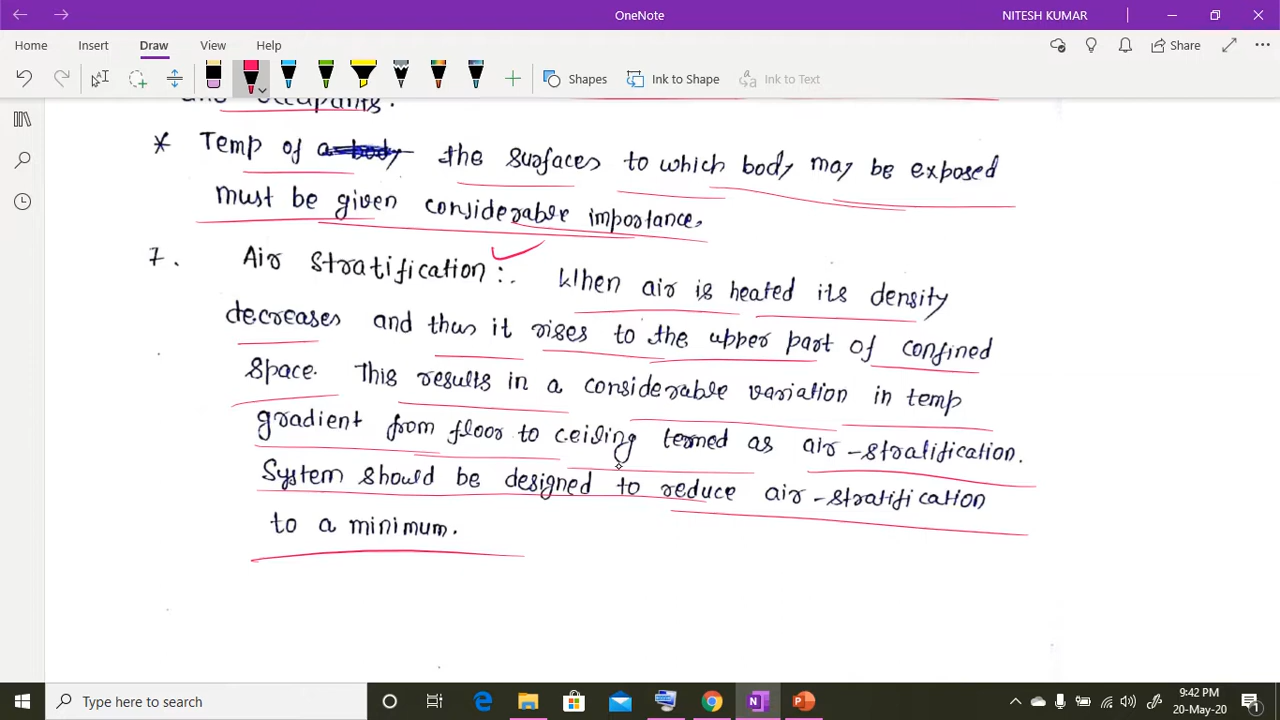 OneNote
NITESH KUMAR
Home Insert Draw View Help
Share
Shapes Ink to Shape Ink to Text
and occupants.
* Temp of the surfaces to which body may be exposed
must be given considerable importance.
7. Air Stratification:. When air is heated its density
decreases and thus it rises to the upper part of confined
Space. This results in a considerable variation in temp
gradient from floor to ceiling termed as air-stratification.
System should be designed to reduce air-stratification
to a minimum.
Type here to search
9:42 PM
20-May-20